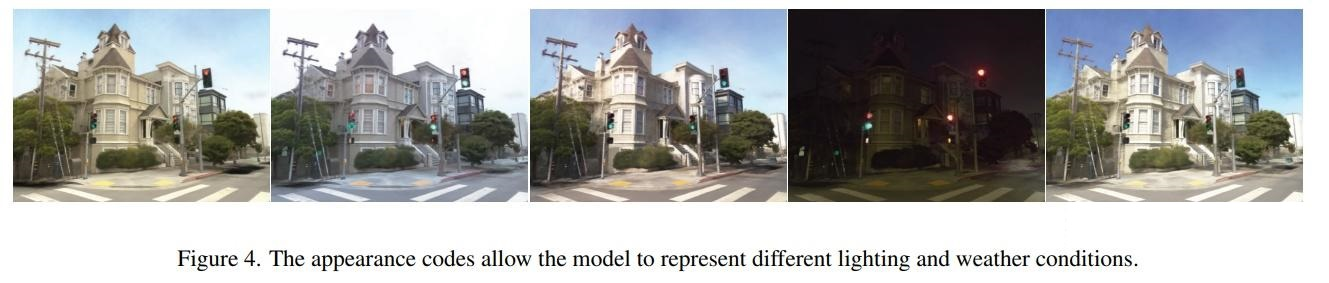 Figure 4. The appearance codes allow the model to represent different lighting and weather conditions.